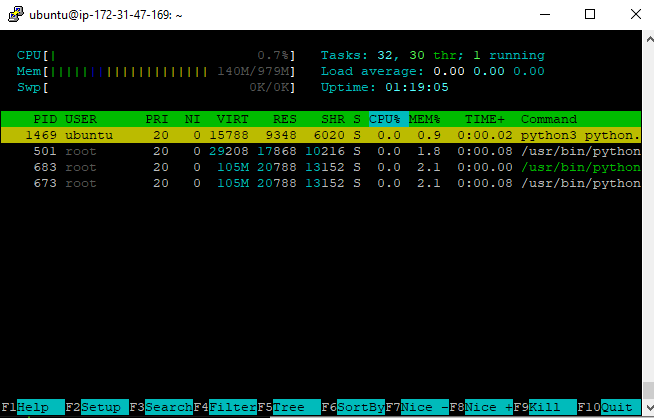 ubuntu@ip-172-31-47-169: ~
CPU[| 0.7%] Tasks: 32, 30 thr; 1 running
Mem[|||||||||||||||||||| 140M/979M] Load average: 0.00 0.00 0.00
Swp[ 0K/0K] Uptime: 01:19:05
PID USER PRI NI VIRT RES SHR S CPU% MEM% TIME+ Command
1469 ubuntu 20 0 15788 9348 6020 S 0.0 0.9 0:00.02 python3 python.
501 root 20 0 29208 17868 10216 S 0.0 1.8 0:00.08 /usr/bin/python
683 root 20 0 105M 20788 13152 S 0.0 2.1 0:00.00 /usr/bin/python
673 root 20 0 105M 20788 13152 S 0.0 2.1 0:00.08 /usr/bin/python
F1Help F2Setup F3SearchF4FilterF5Tree F6SortByF7Nice -F8Nice +F9Kill F10Quit